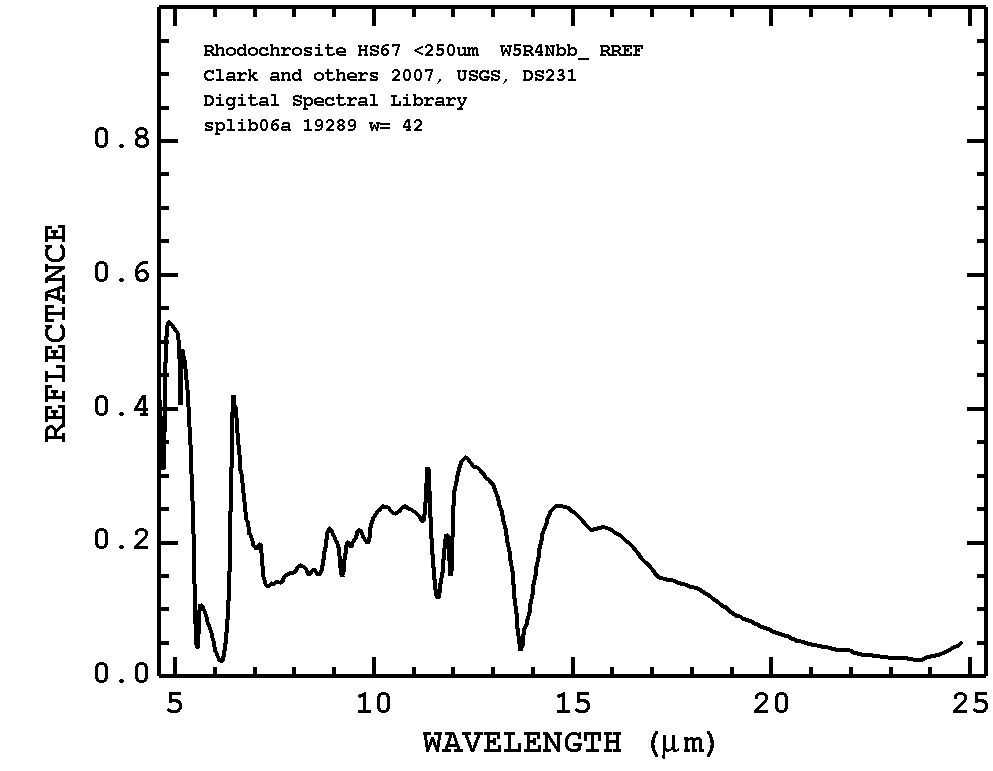 Rhodochrosite HS67 <250um W5R4Nbb_ RREF
Clark and others 2007, USGS, DS231
Digital Spectral Library
splib06a 19289 w= 42
REFLECTANCE
0.8
0.6
0.4
0.2
0.0
5 10 15 20 25
WAVELENGTH (µm)